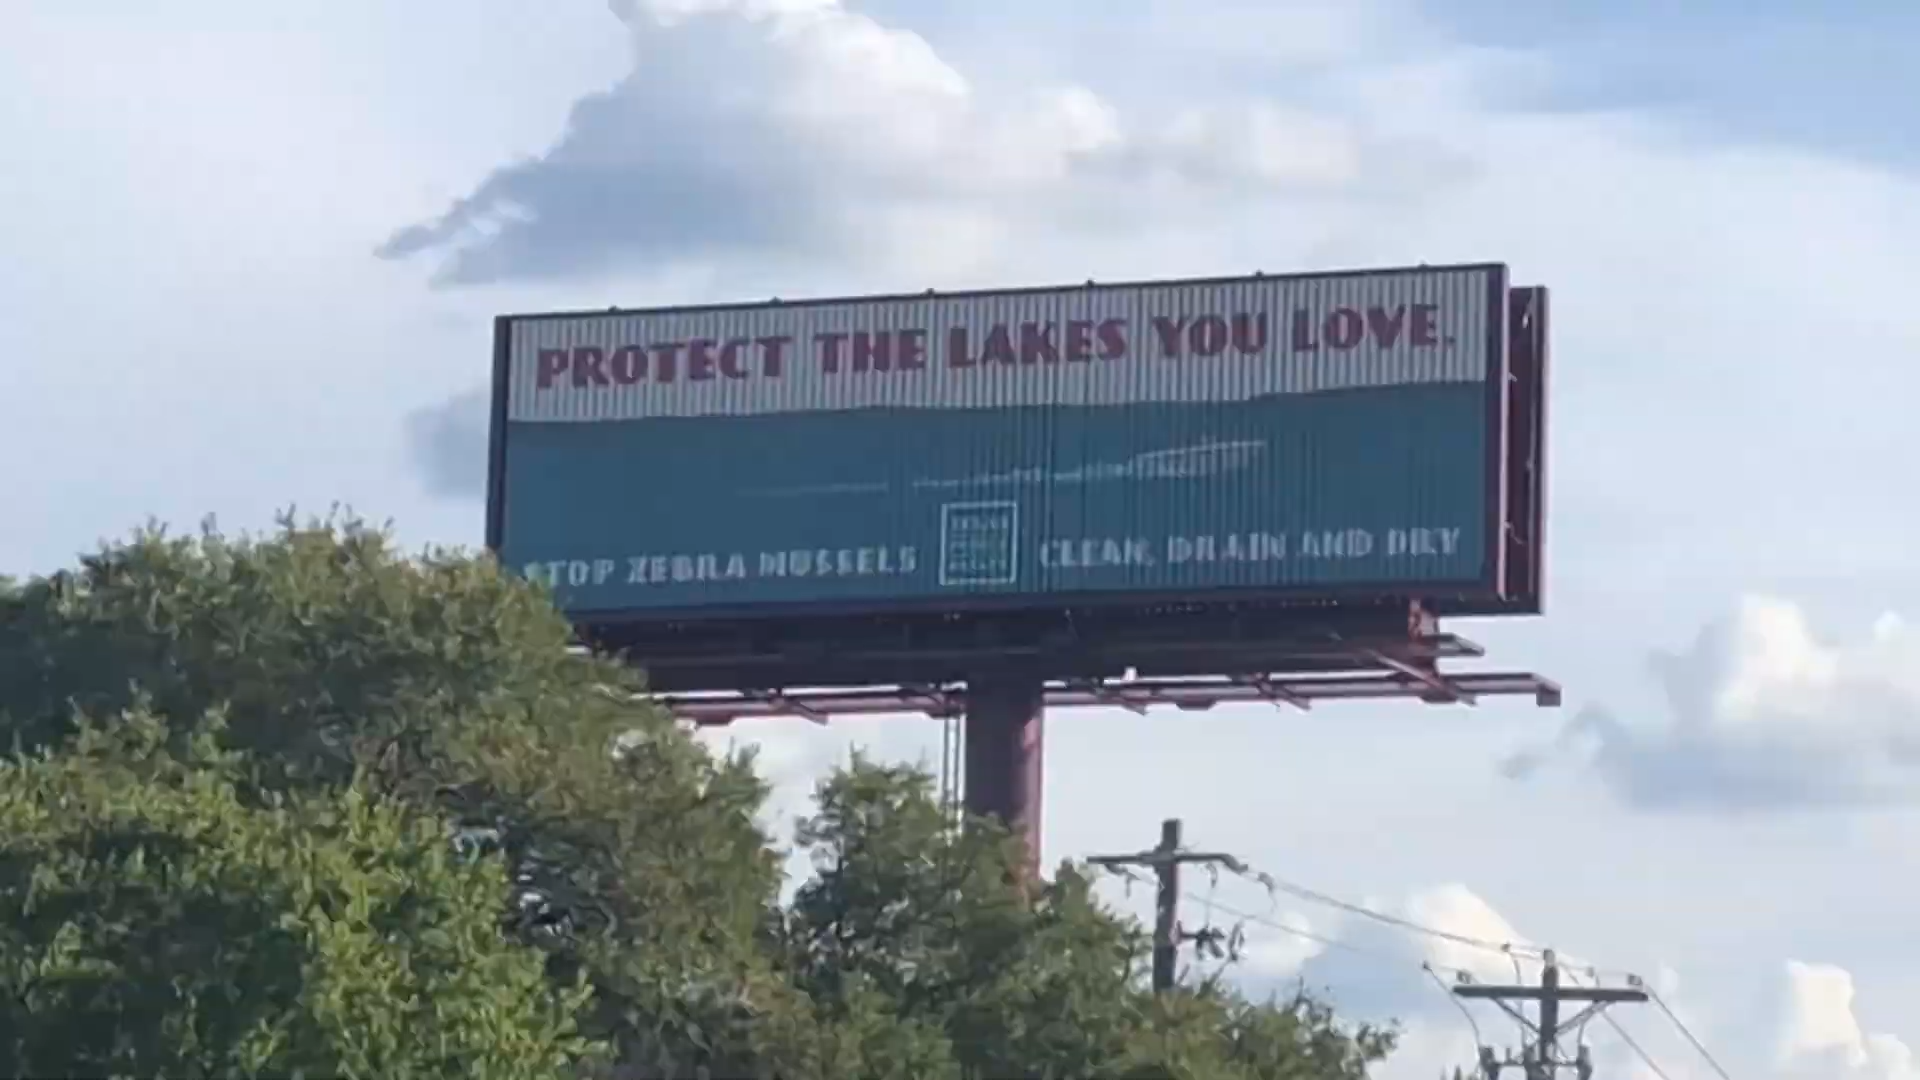 PROTECT THE LAKES YOU LOVE.
STOP ZEBRA MUSSELS
CLEAN, DRAIN AND DRY